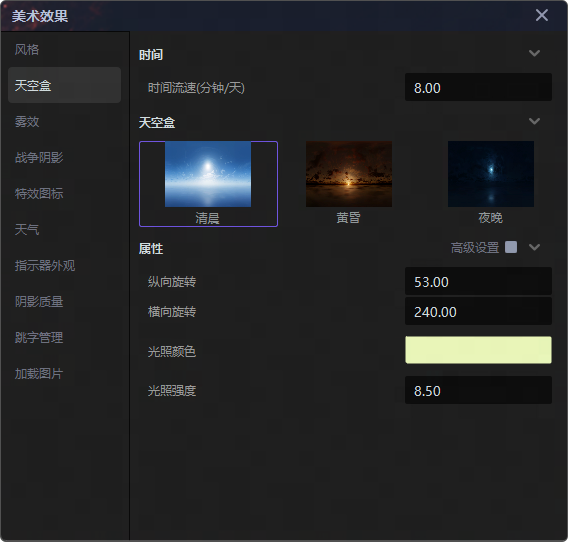 美术效果
风格
天空盒
雾效
战争阴影
特效图标
天气
指示器外观
阴影质量
跳字管理
加载图片
时间
时间流速(分钟/天)
8.00
天空盒
清晨
黄昏
夜晚
属性
高级设置
纵向旋转
53.00
横向旋转
240.00
光照颜色
光照强度
8.50